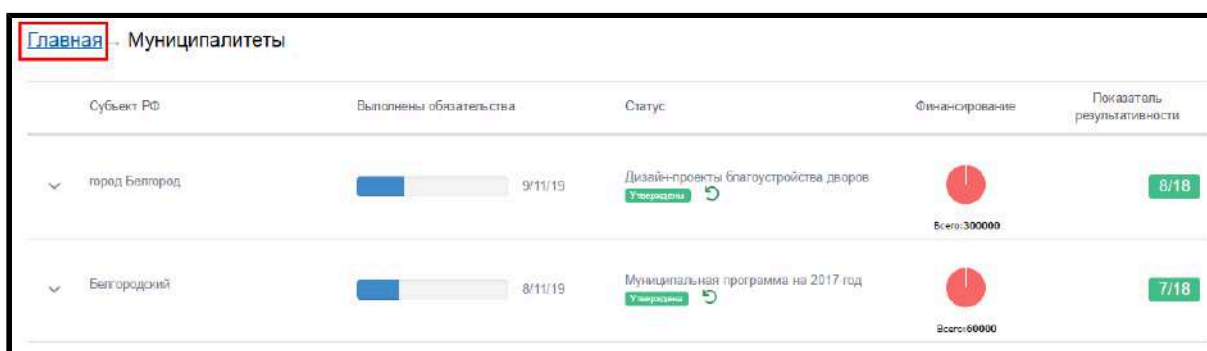 Главная → Муниципалитеты
Субъект РФ Выполнены обязательства Статус Финансирование Показатель результативности
город Белгород 9/11/19 Дизайн-проекты благоустройства дворов 8/18
Утверждены
Всего:300000
Белгородский 8/11/19 Муниципальная программа на 2017 год 7/18
Утверждена
Всего:60000